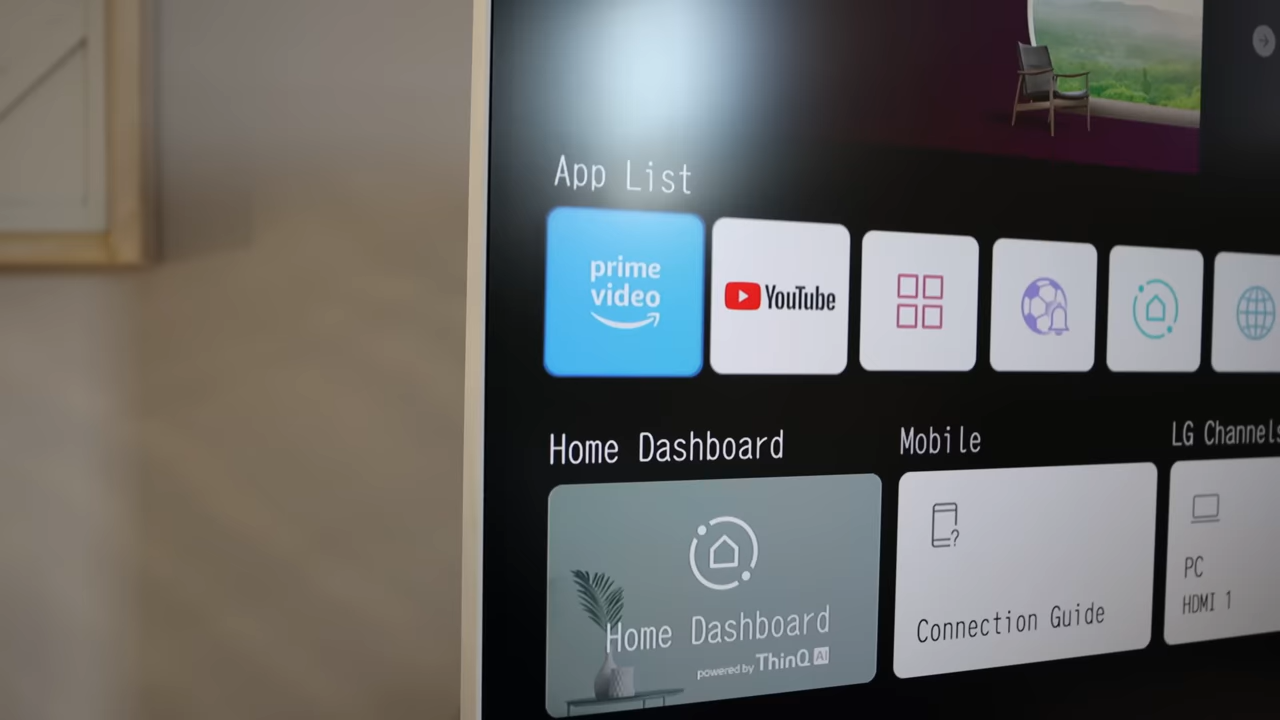 App List
prime
video
YouTube
Home Dashboard
Mobile
LG Channels
Home Dashboard
powered by ThinQ AI
?
Connection Guide
PC
HDMI 1